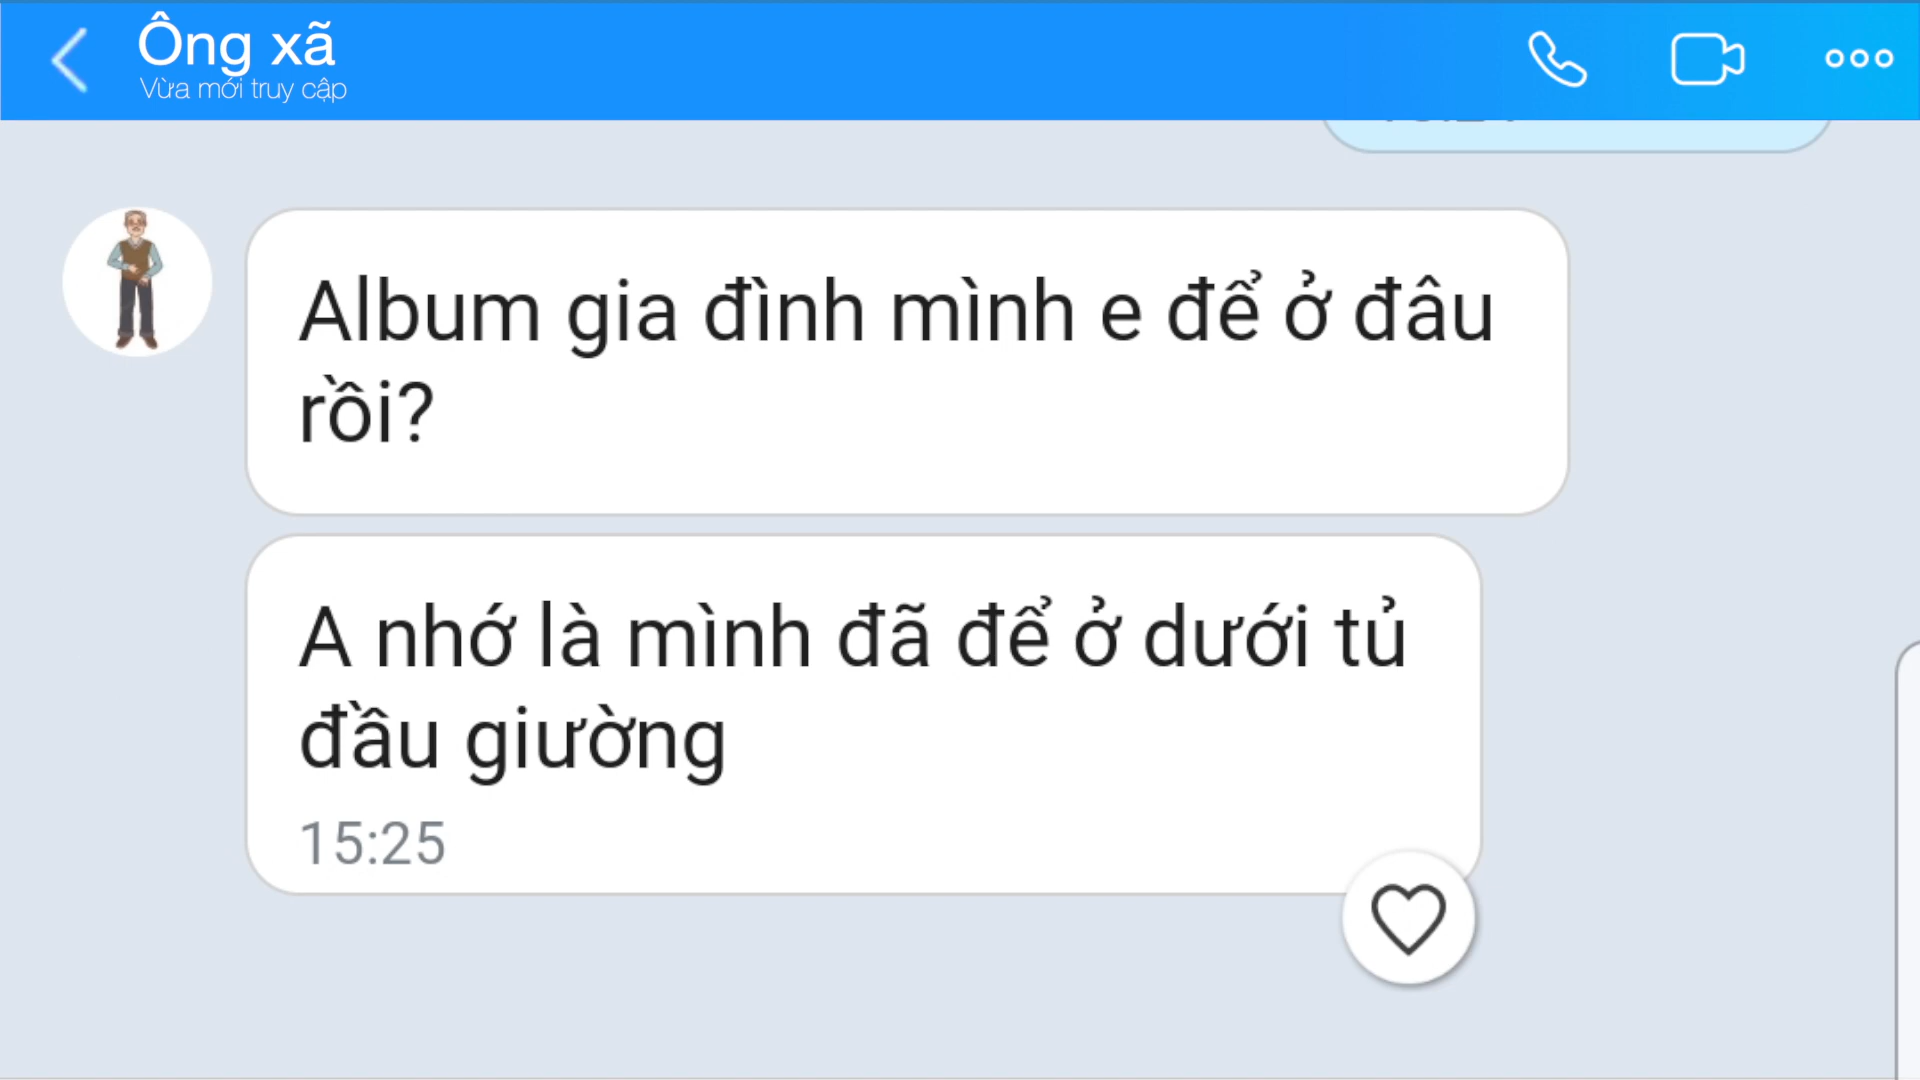 Ông xã
Vừa mới truy cập
Album gia đình mình e để ở đâu
rồi?
A nhớ là mình đã để ở dưới tủ
đầu giường
15:25